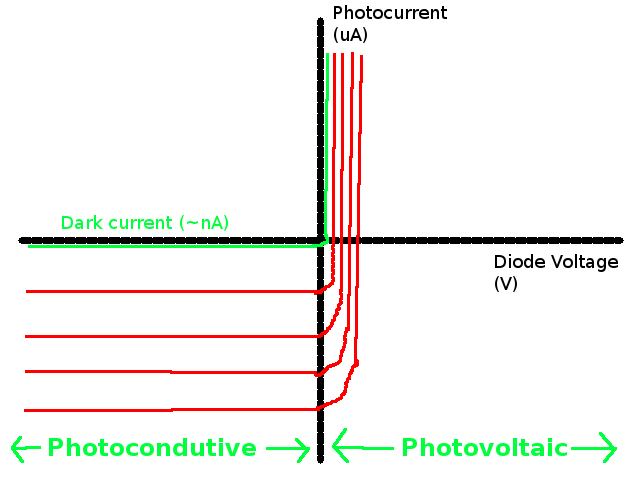 Photocurrent
(uA)
Dark current (~nA)
Diode Voltage
(V)
Photocondutive
Photovoltaic